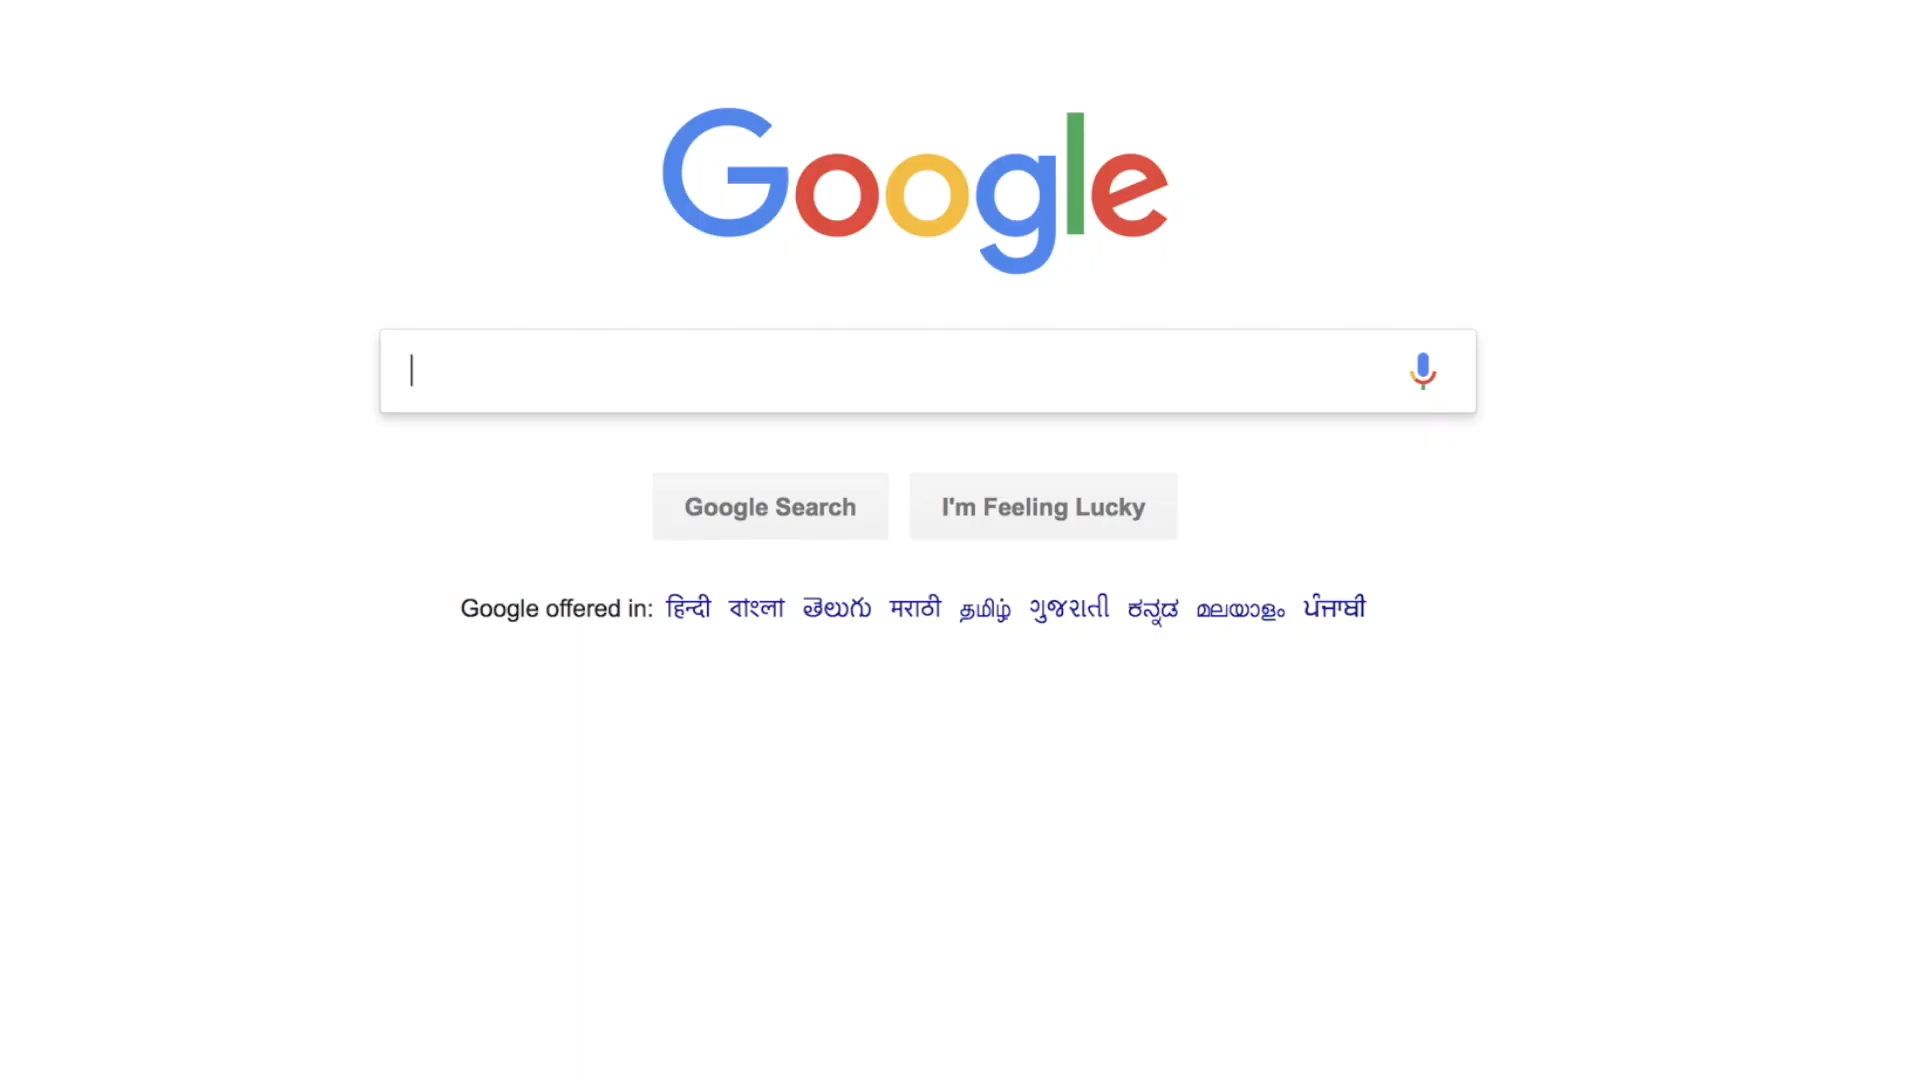 Google
Google Search
I'm Feeling Lucky
Google offered in: हिन्दी বাংলা తెలుగు मराठी தமிழ் ગુજરાતી ಕನ್ನಡ മലയാളം ਪੰਜਾਬੀ